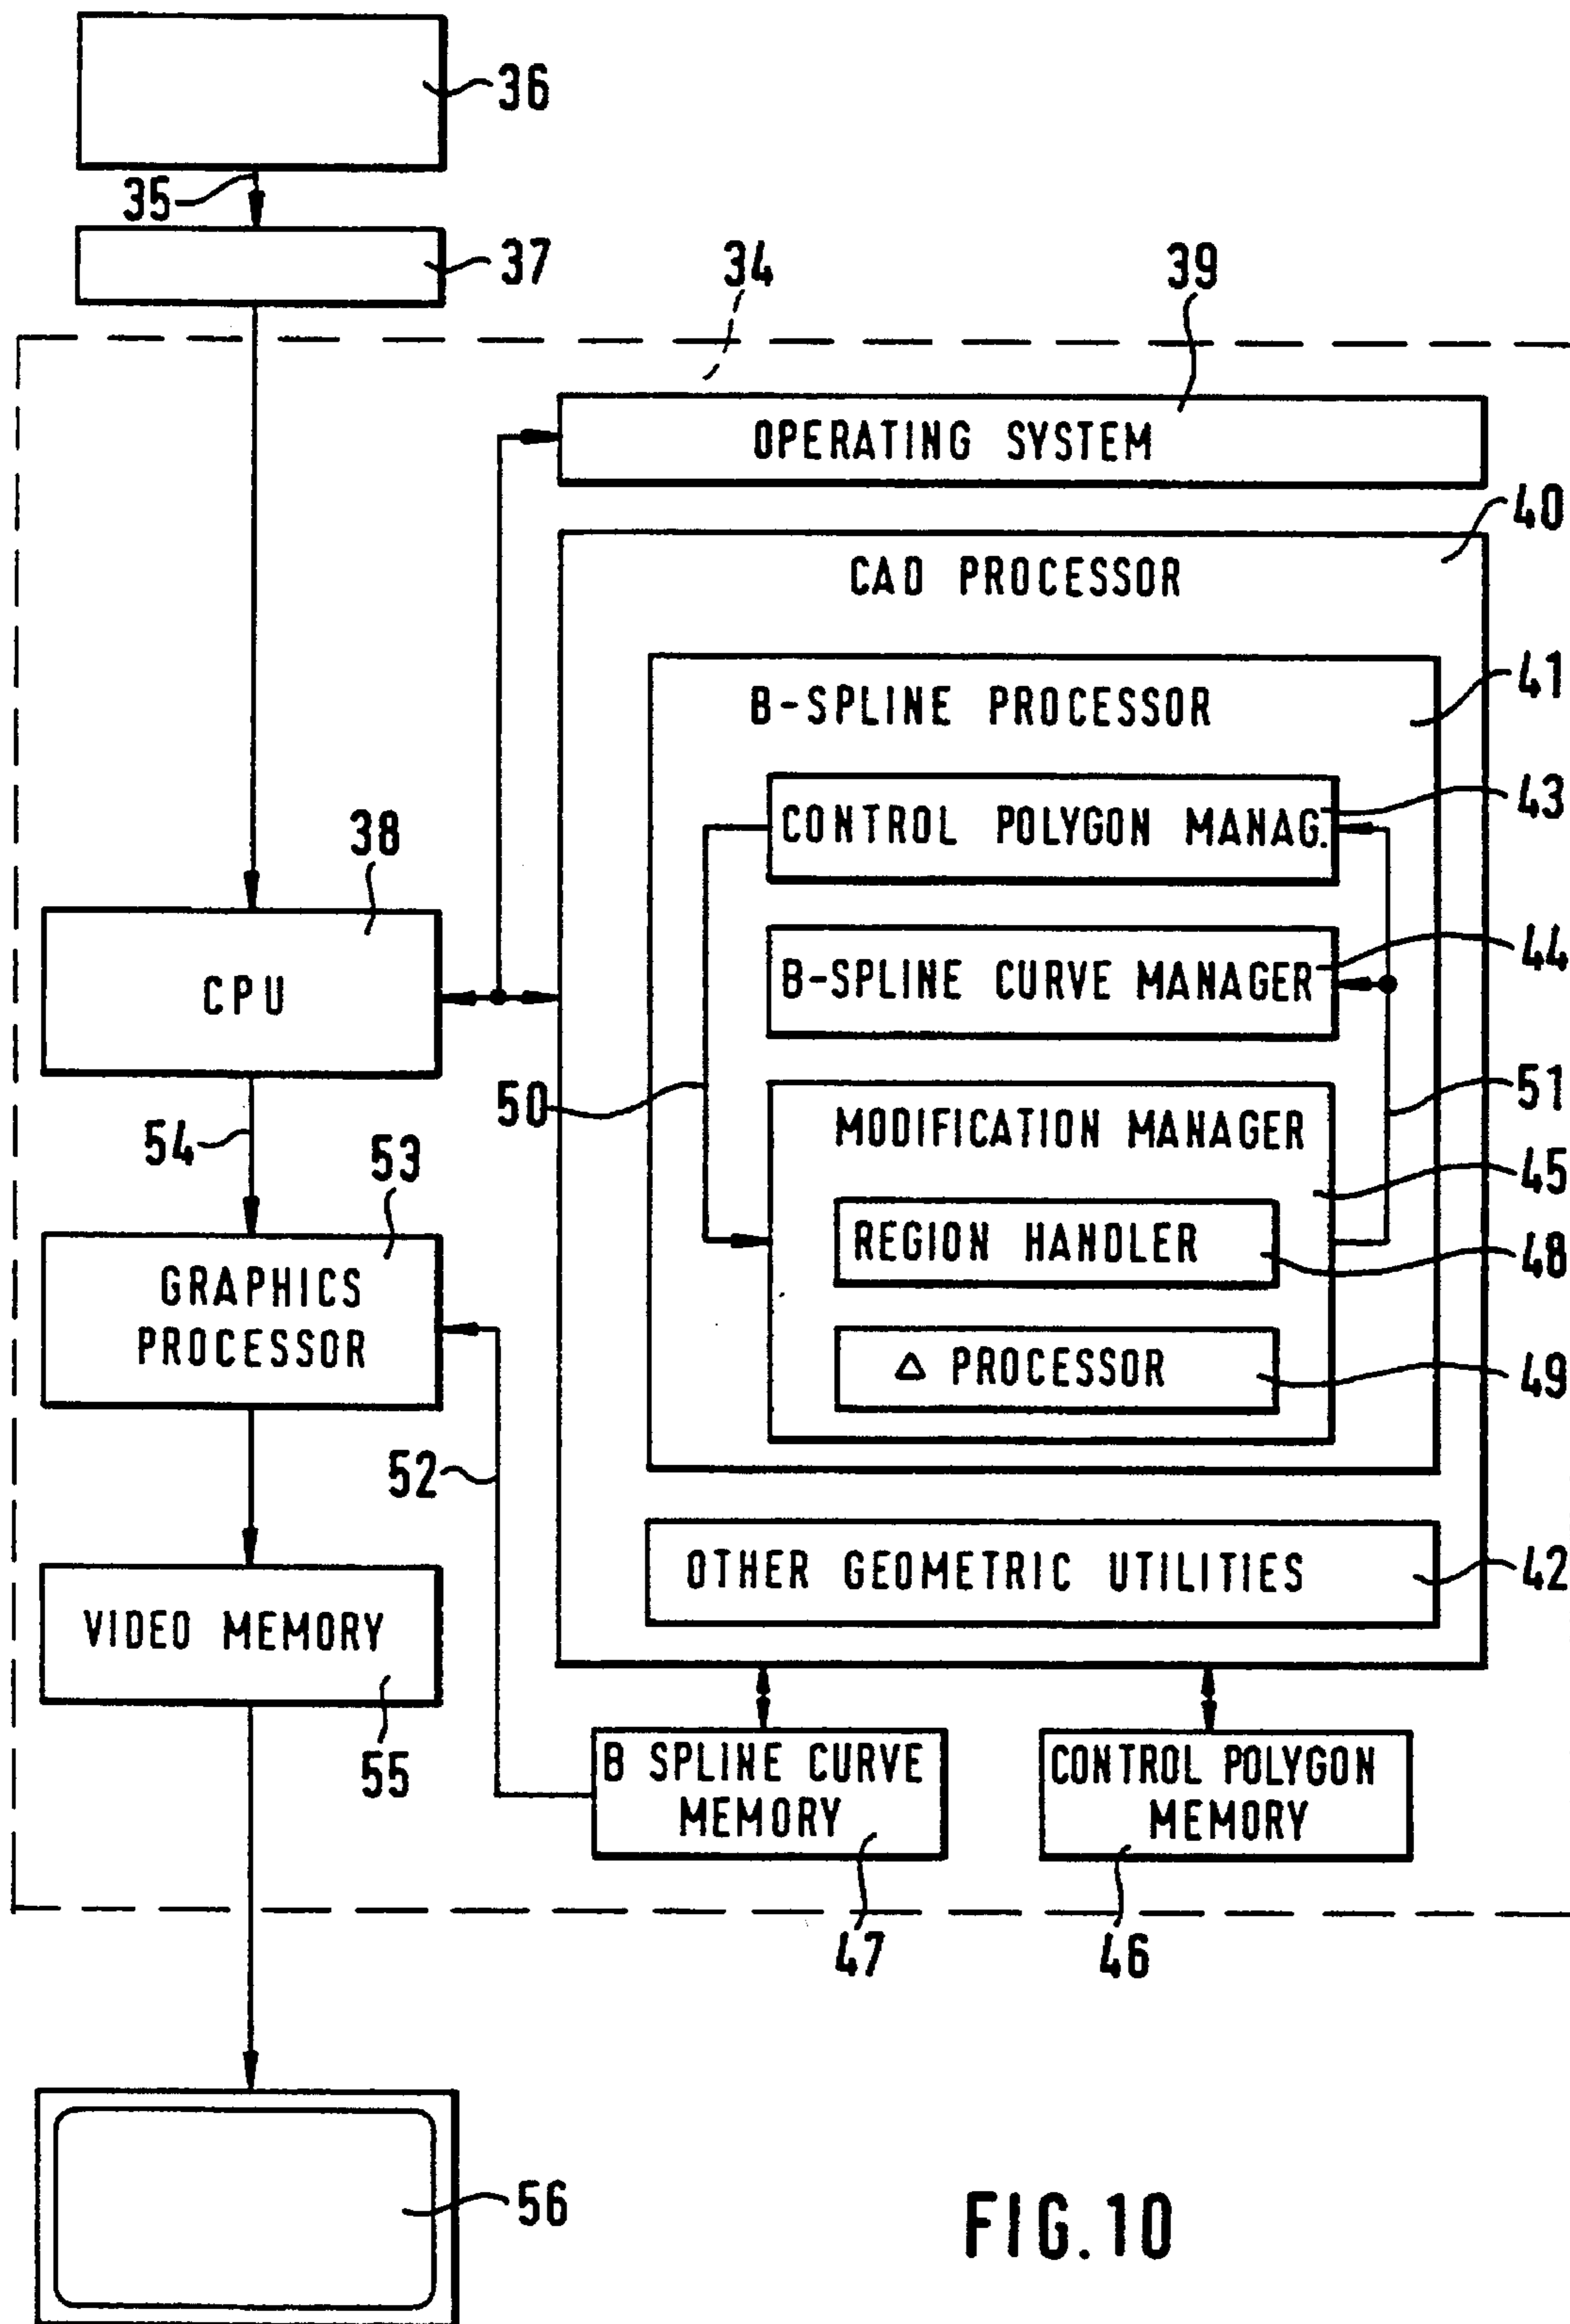 36
35
37
34
39
OPERATING SYSTEM
40
CAD PROCESSOR
41
B-SPLINE PROCESSOR
43
CONTROL POLYGON MANAG.
38
44
B-SPLINE CURVE MANAGER
CPU
50
51
MODIFICATION MANAGER
54
53
45
REGION HANDLER
48
GRAPHICS
PROCESSOR
Δ PROCESSOR
49
52
OTHER GEOMETRIC UTILITIES
42
VIDEO MEMORY
55
B SPLINE CURVE
MEMORY
CONTROL POLYGON
MEMORY
47
46
56
FIG.10